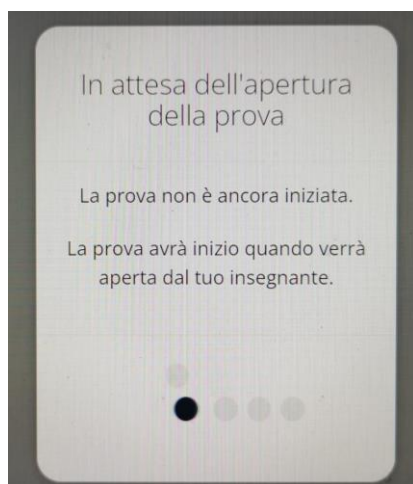 In attesa dell'apertura
della prova
La prova non è ancora iniziata.
La prova avrà inizio quando verrà
aperta dal tuo insegnante.